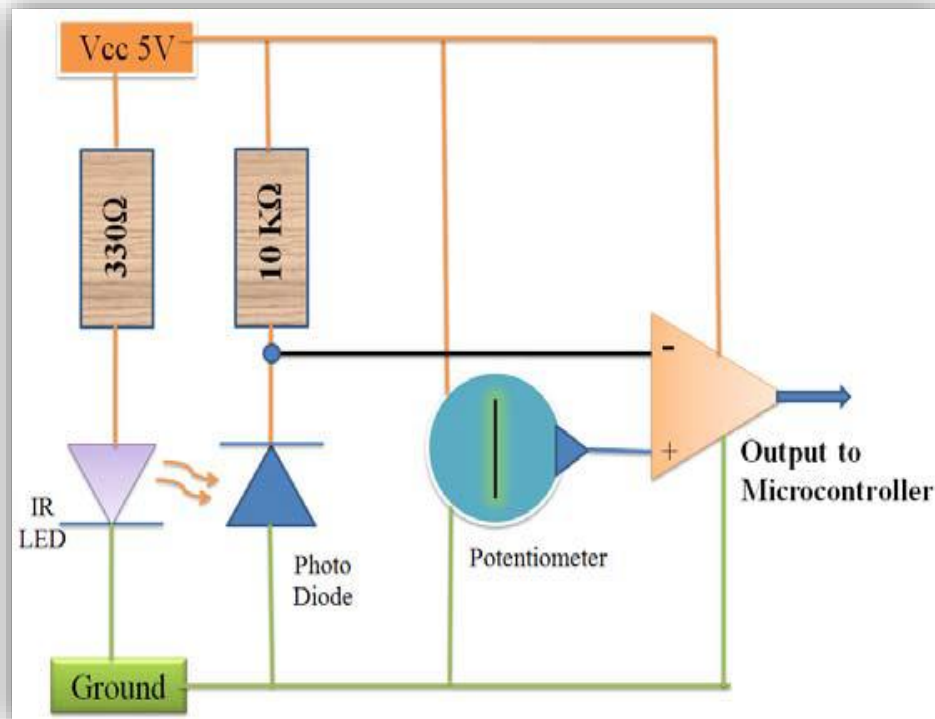 Vcc 5V
330Ω
10 KΩ
-
+
IR
LED
Photo
Diode
Potentiometer
Output to
Microcontroller
Ground